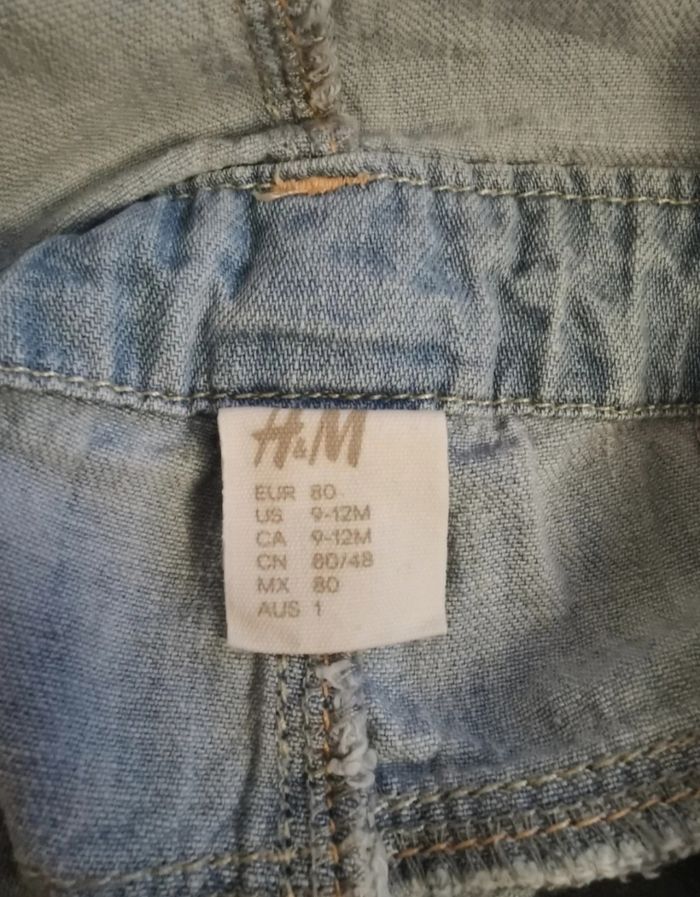 H&M
EUR 80
US 9-12M
CA 9-12M
CN 80/48
MX 80
AUS 1